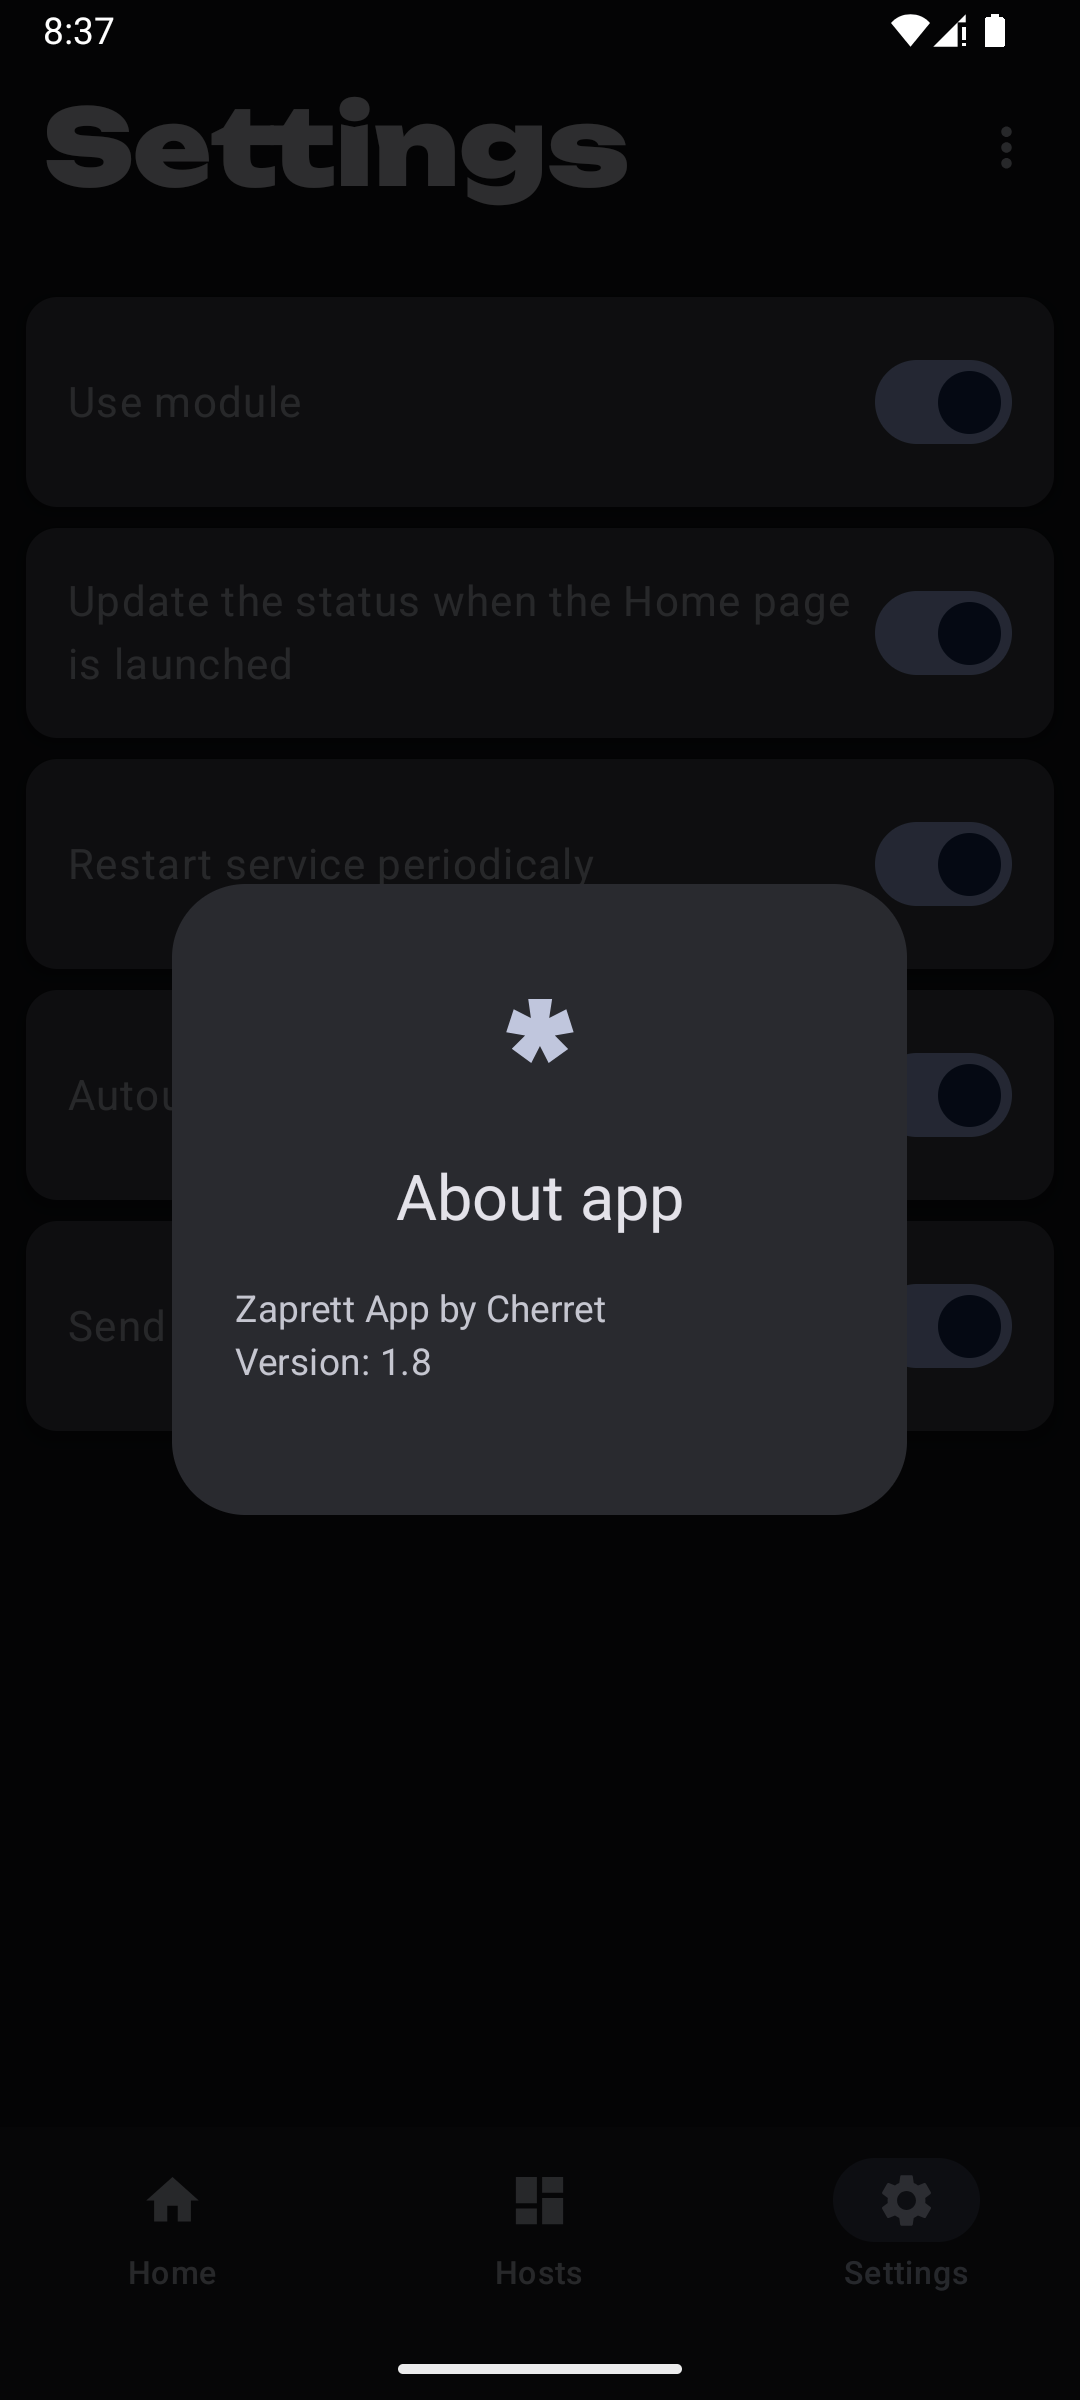 8:37
Settings
Use module
Update the status when the Home page
is launched
Restart service periodicaly
Autou
Send
About app
Zaprett App by Cherret
Version: 1.8
Home
Hosts
Settings